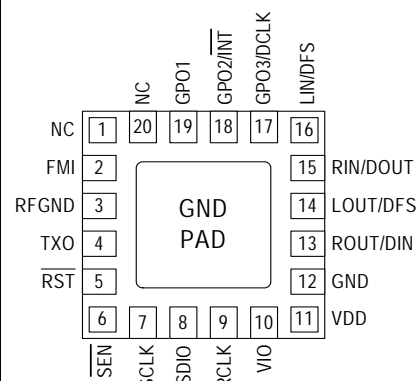 NC
GPO1
GPO2/INT
GPO3/DCLK
LIN/DFS
NC 1 20 19 18 17 16
FMI 2 15 RIN/DOUT
RFGND 3 GND 14 LOUT/DFS
TXO 4 PAD 13 ROUT/DIN
RST 5 12 GND
6 7 8 9 10 11 VDD
SEN
SCLK
SDIO
RCLK
VIO